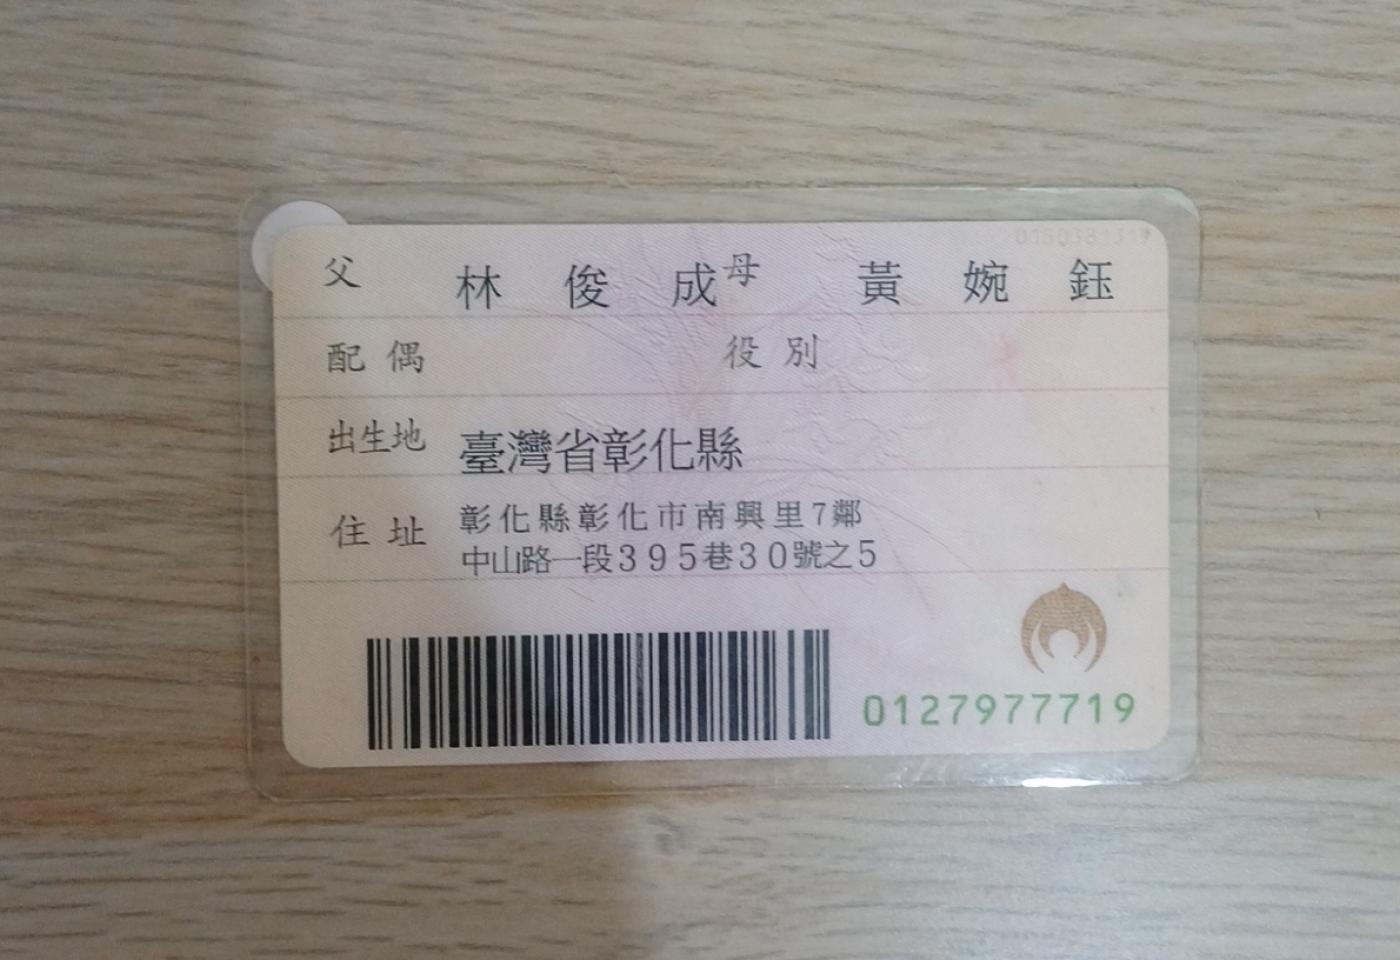 父 林俊成 母 黃婉鈺
配偶 役別
出生地 臺灣省彰化縣
住址 彰化縣彰化市南興里7鄰
中山路一段395巷30號之5
0127977719